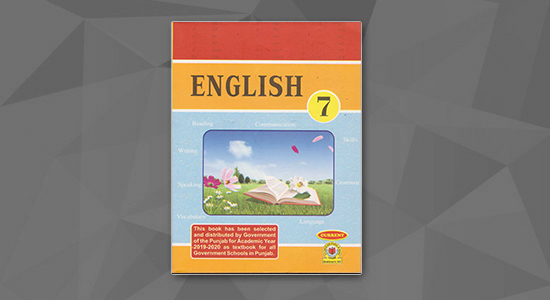 ENGLISH
7
Reading
Communication
Skills
Writing
Speaking
Grammar
Vocabulary
Language
This book has been selected
and distributed by Government
of the Punjab for Academic Year
2019-2020 as textbook for all
Government Schools in Punjab.
CURRENT